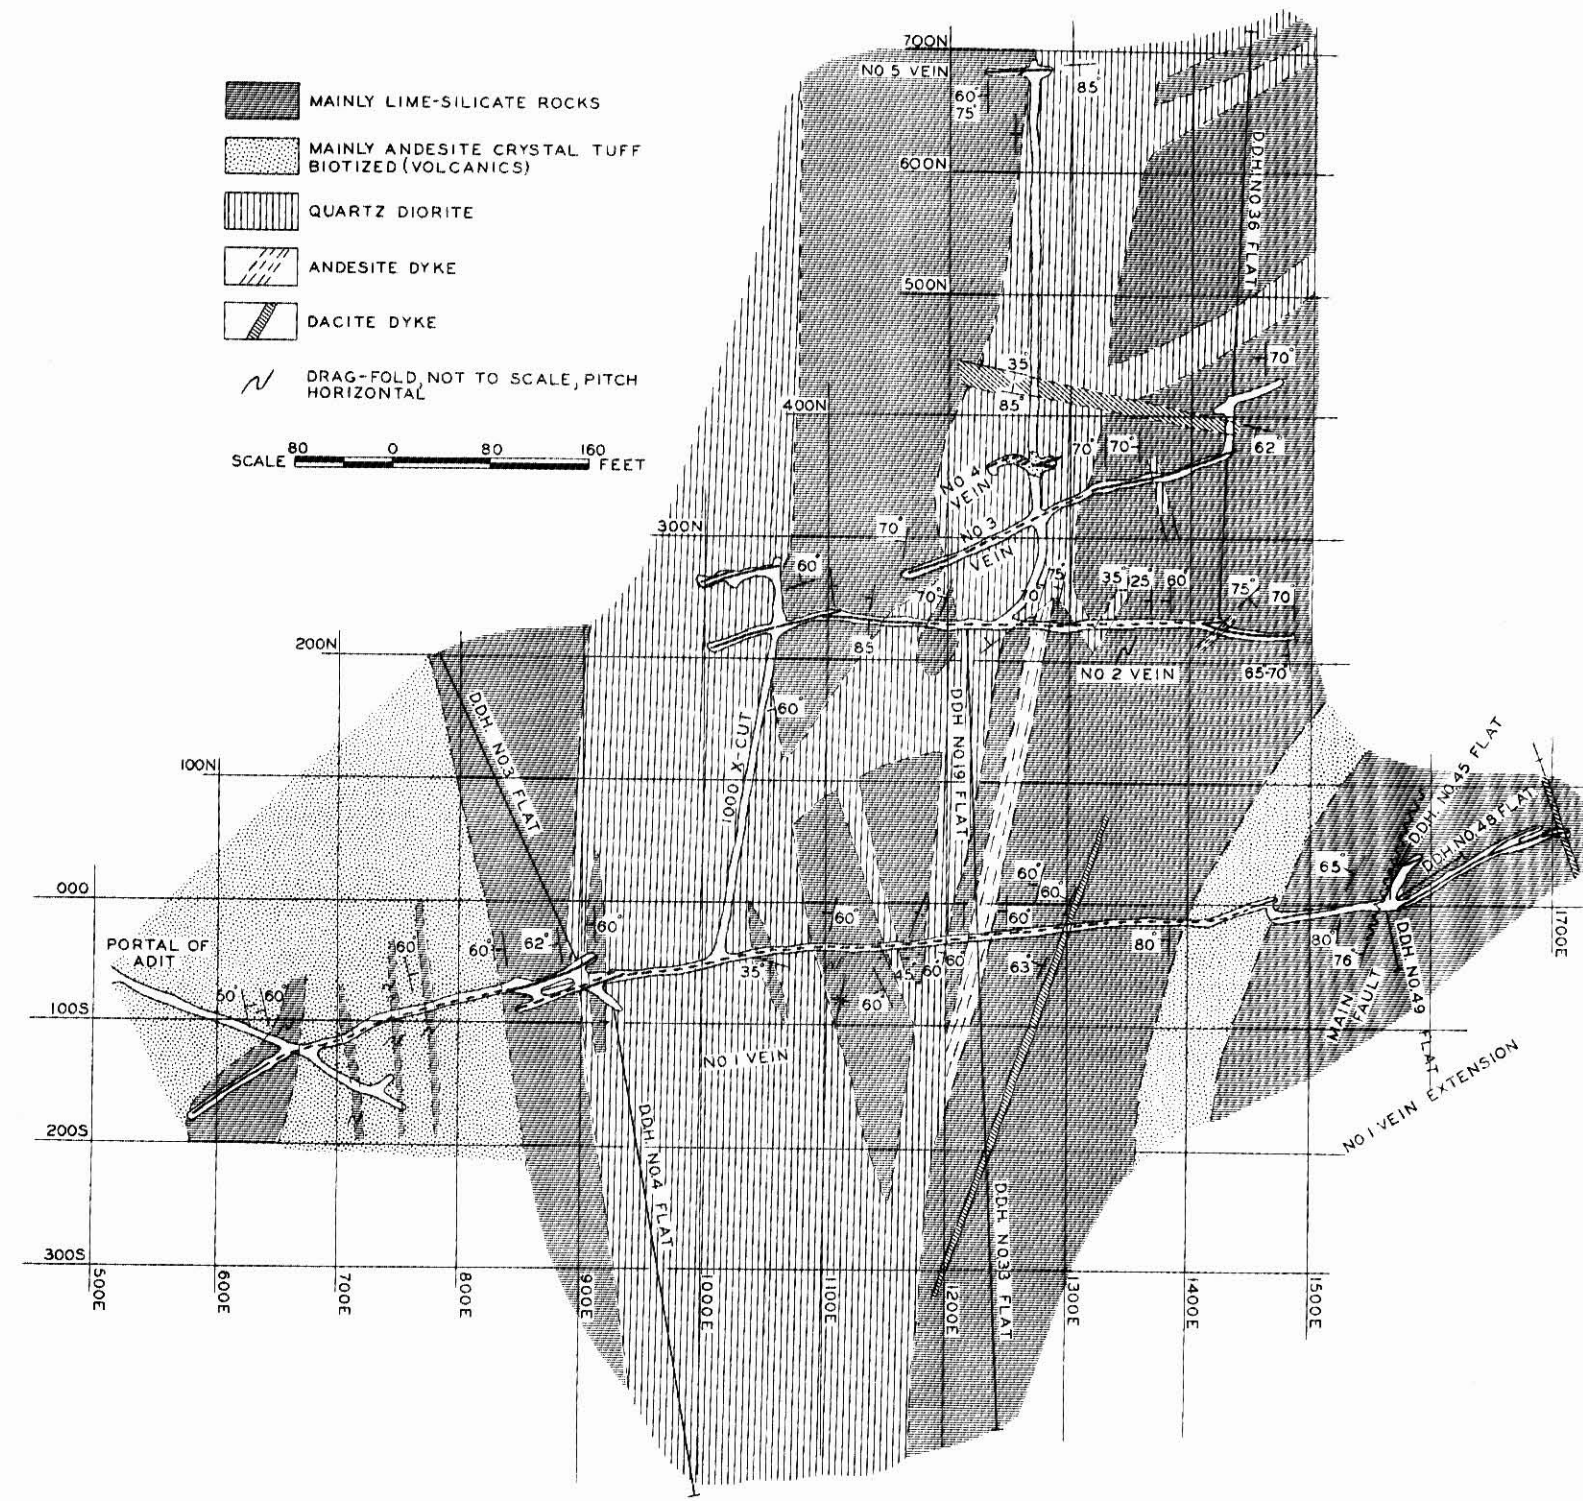 MAINLY LIME-SILICATE ROCKS
MAINLY ANDESITE CRYSTAL TUFF
BIOTIZED (VOLCANICS)
QUARTZ DIORITE
ANDESITE DYKE
DACITE DYKE
DRAG-FOLD, NOT TO SCALE, PITCH
HORIZONTAL
80 0 80 160
SCALE FEET
700N
NO 5 VEIN
85
60°
75°
600N
D.D.H. NO 36 FLAT
500N
35
70°
400N
85°
70° 70°
62°
NO. 4
VEIN
300N
70°
NO 3
VEIN
60°
75°
35° 25° 60°
75° 70°
70°
70
200N
85
NO 2 VEIN
65-70°
D.D.H. NO.3 FLAT
60°
1000 X CUT
DDH NO.19 FLAT
100N
D.D.H. NO.45 FLAT
D.D.H. NO.48 FLAT
65°
60°
60°
000
PORTAL OF
ADIT
60
60°
62°
60°
60°
60°
35°
45°
60°
60°
63°
80°
80
76°
1700E
50°
60°
60°
100S
MAIN
FAULT
D.D.H. NO.49 FLAT
NO 1 VEIN
NO 1 VEIN EXTENSION
200S
D.D.H. NO.4 FLAT
D.D.H. NO.33 FLAT
300S
500E
600E
700E
800E
900E
1000E
1100E
1200E
1300E
1400E
1500E